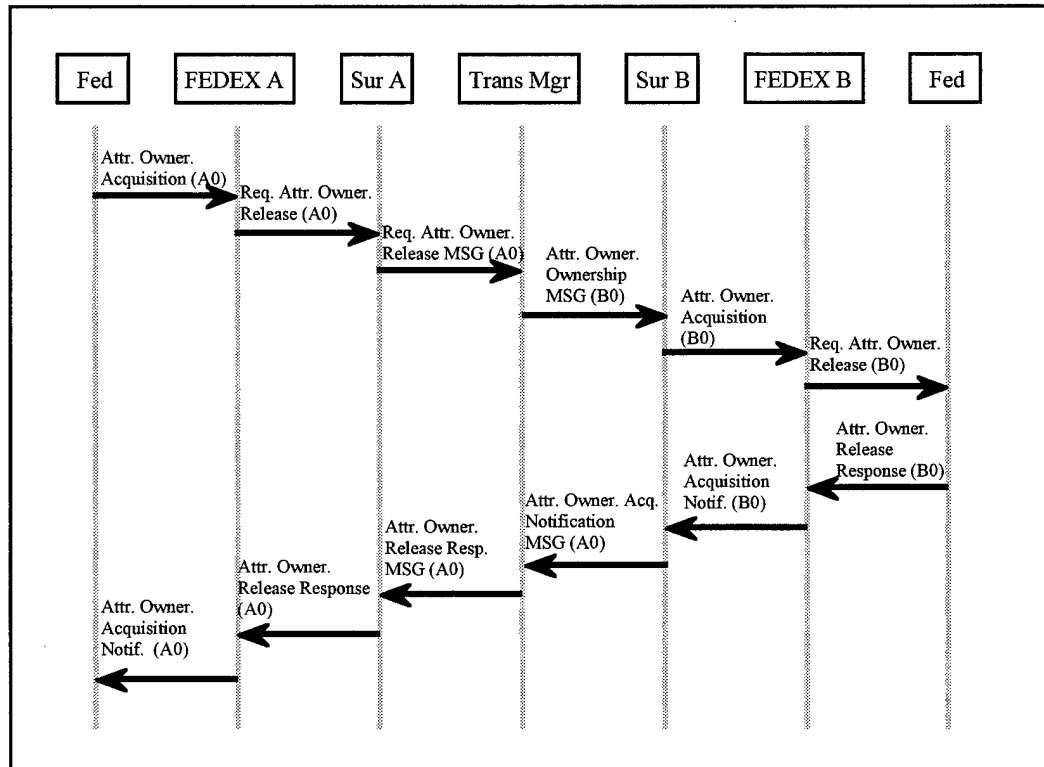 Fed
FEDEX A
Sur A
Trans Mgr
Sur B
FEDEX B
Fed
Attr. Owner.
Acquisition (A0)
Req. Attr. Owner.
Release (A0)
Req. Attr. Owner.
Release MSG (A0)
Attr. Owner.
Ownership
MSG (B0)
Attr. Owner.
Acquisition
(B0)
Req. Attr. Owner.
Release (B0)
Attr. Owner.
Release
Response (B0)
Attr. Owner.
Acquisition
Notif. (B0)
Attr. Owner. Acq.
Notification
MSG (A0)
Attr. Owner.
Release Resp.
MSG (A0)
Attr. Owner.
Release Response
(A0)
Attr. Owner.
Acquisition
Notif. (A0)